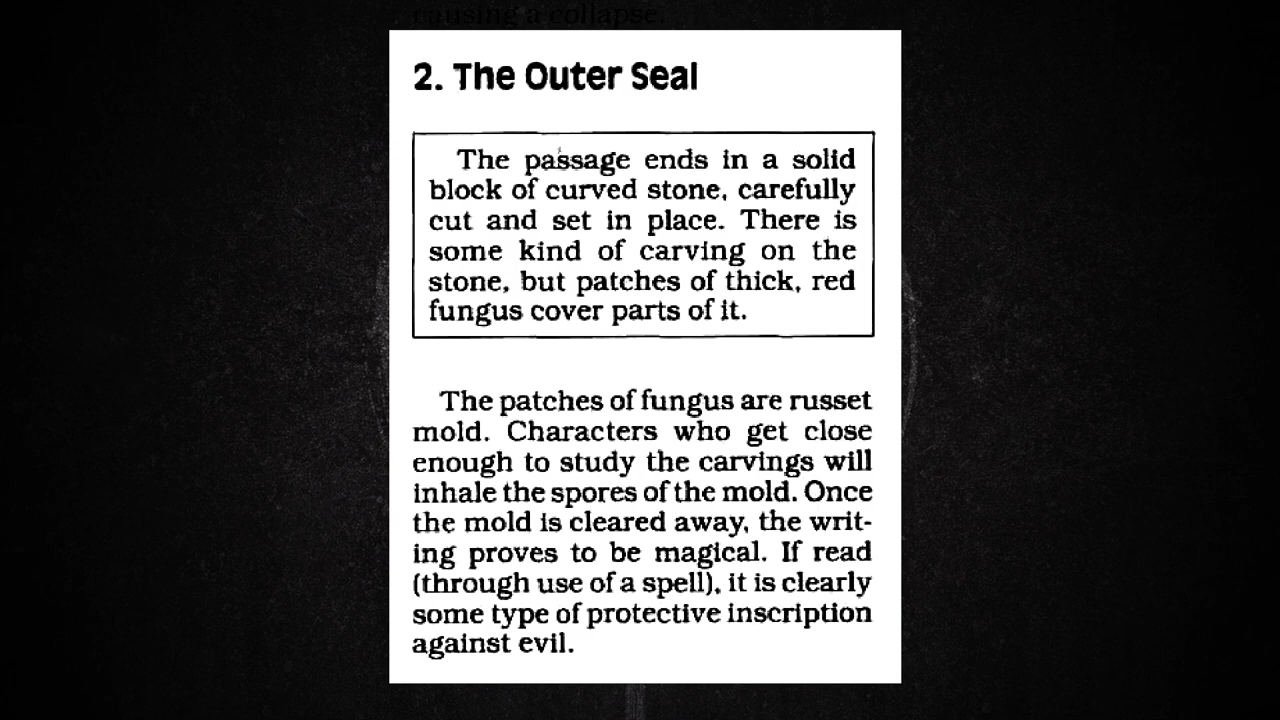 causing a collapse.
2. The Outer Seal
The passage ends in a solid
block of curved stone, carefully
cut and set in place. There is
some kind of carving on the
stone, but patches of thick, red
fungus cover parts of it.
The patches of fungus are russet
mold. Characters who get close
enough to study the carvings will
inhale the spores of the mold. Once
the mold is cleared away, the writ-
ing proves to be magical. If read
(through use of a spell), it is clearly
some type of protective inscription
against evil.